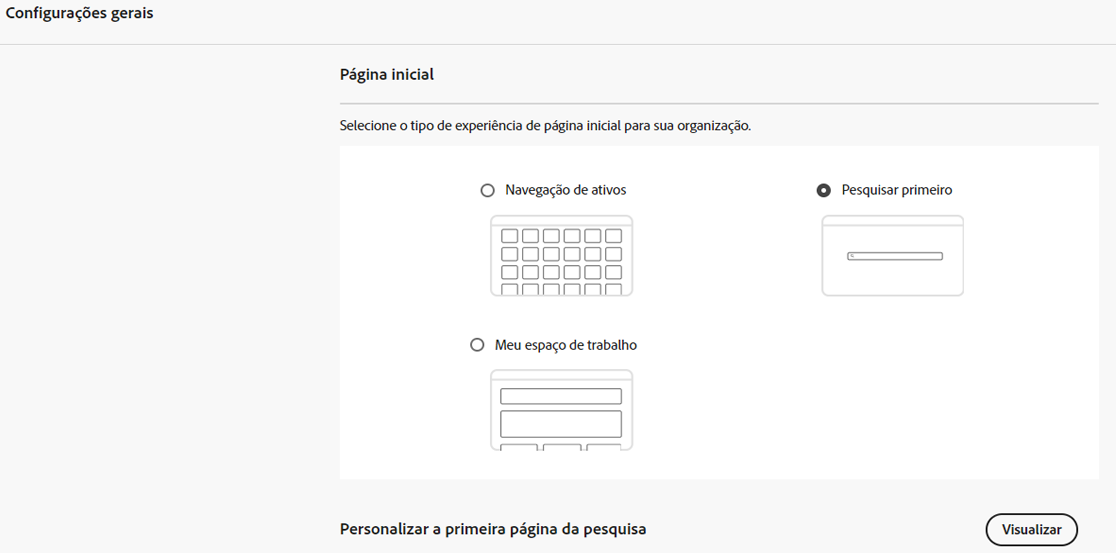 Configurações gerais
Página inicial
Selecione o tipo de experiência de página inicial para sua organização.
Navegação de ativos
Pesquisar primeiro
Meu espaço de trabalho
Personalizar a primeira página da pesquisa
Visualizar